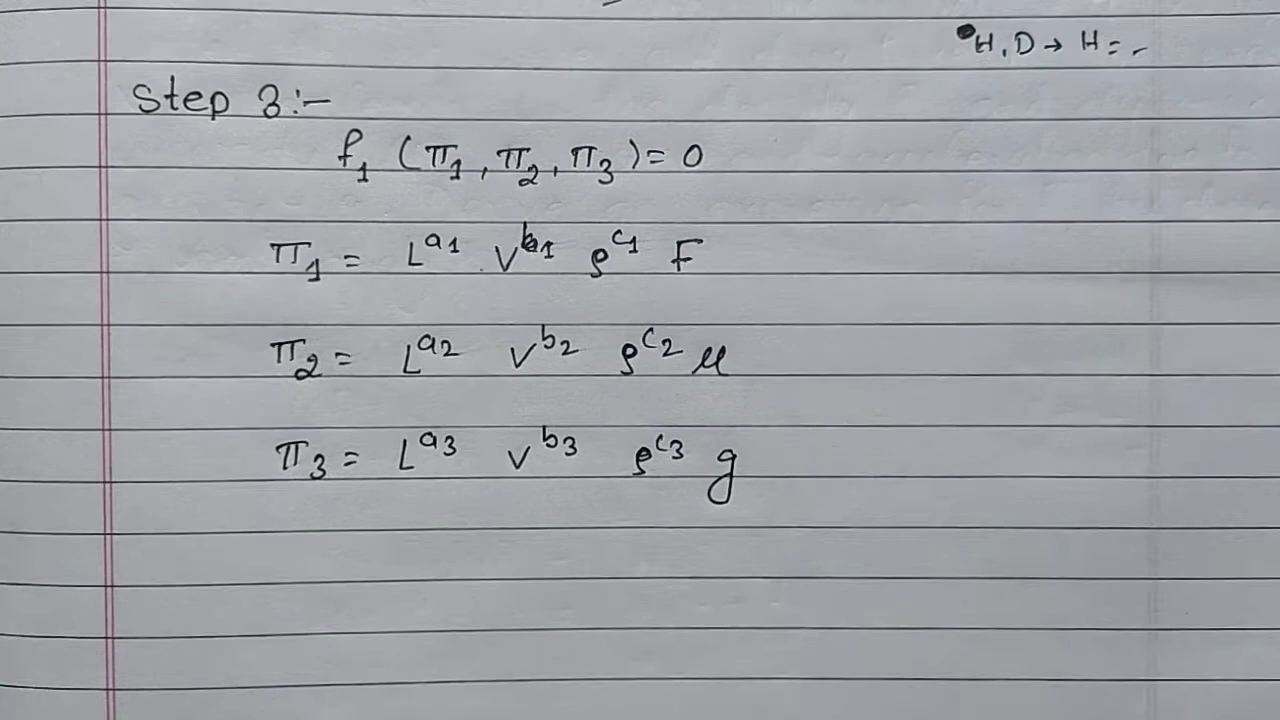 H, D → H = -
Step 3:-
f₁ (π₁, π₂, π₃) = 0
π₁ = L^a₁ . V^b₁ ρ^c₁ F
π₂ = L^a₂ V^b₂ ρ^c₂ μ
π₃ = L^a₃ V^b₃ ρ^c₃ g